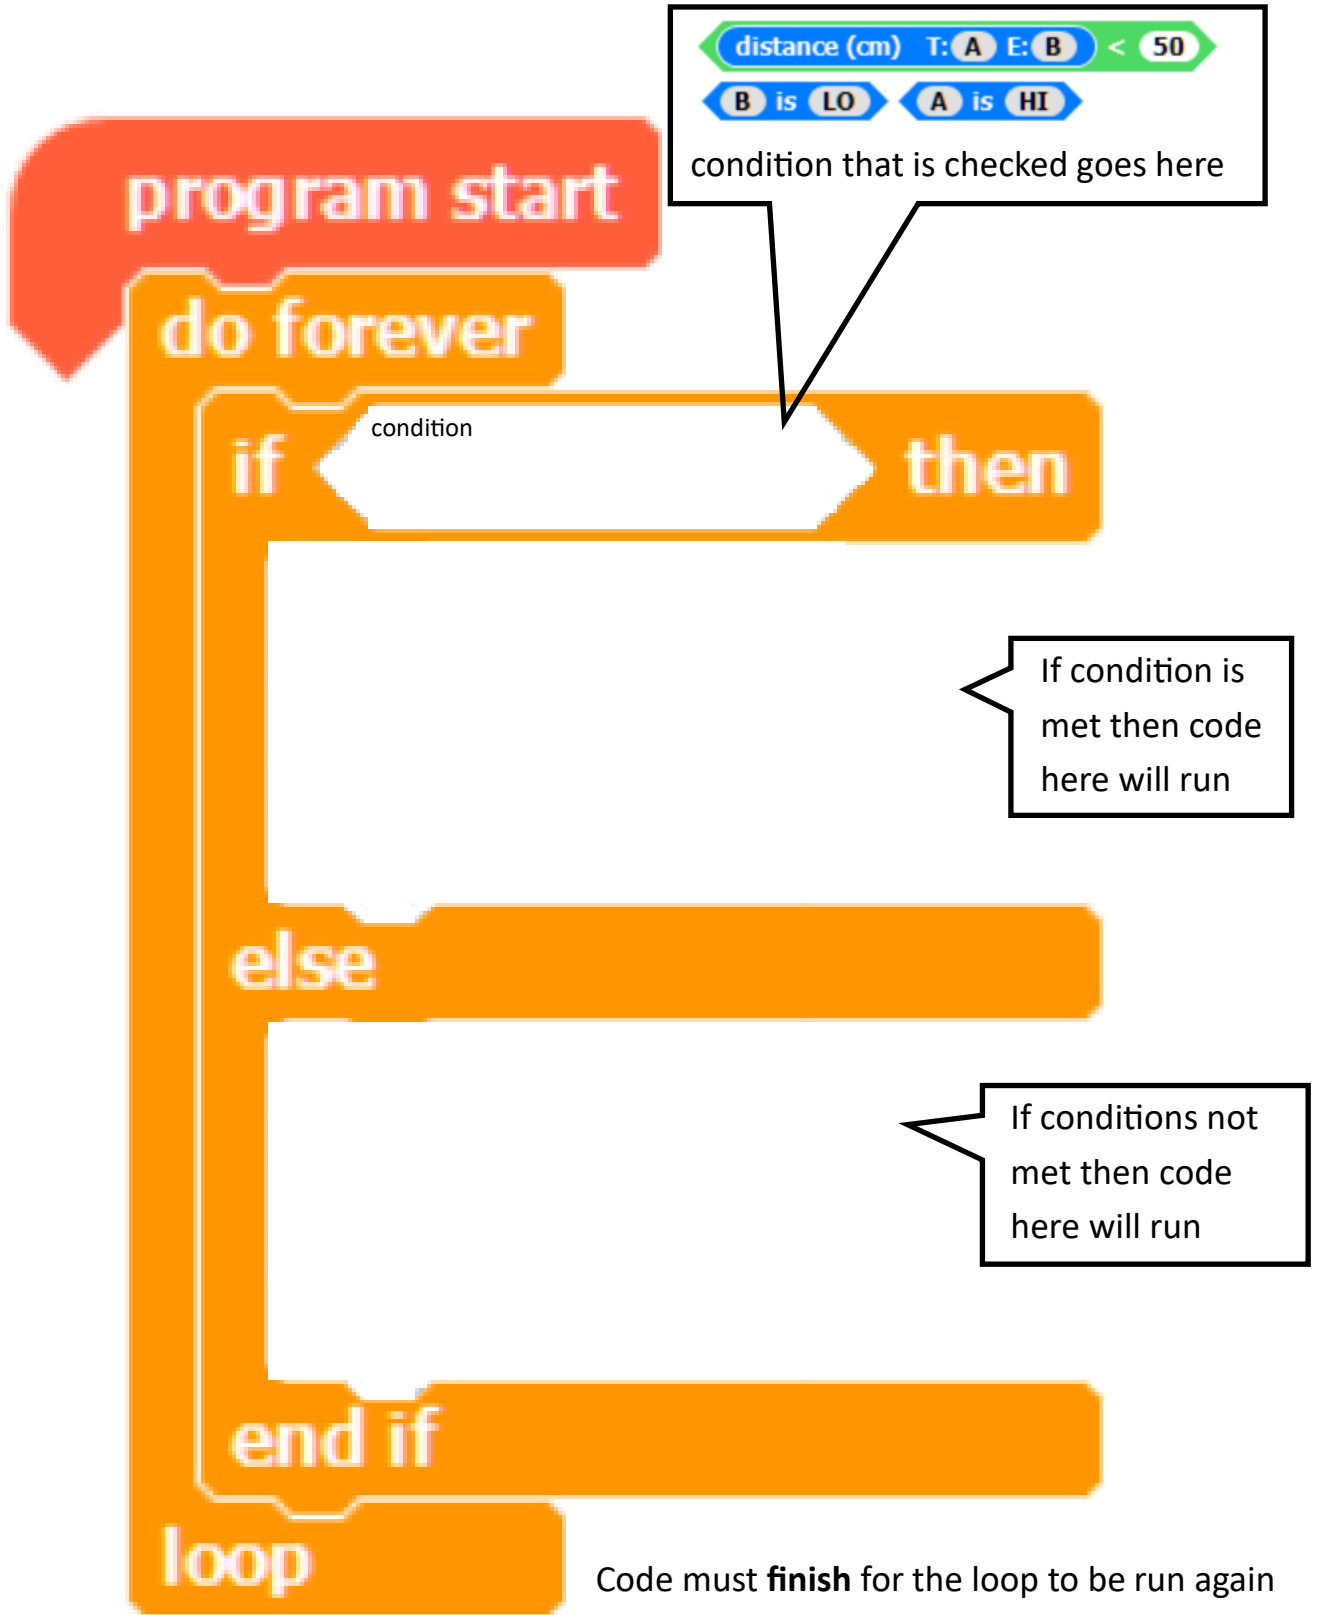 distance (cm) T: A E: B < 50
B is LO A is HI
condition that is checked goes here
program start
do forever
if condition then
If condition is
met then code
here will run
else
If conditions not
met then code
here will run
end if
loop
Code must finish for the loop to be run again